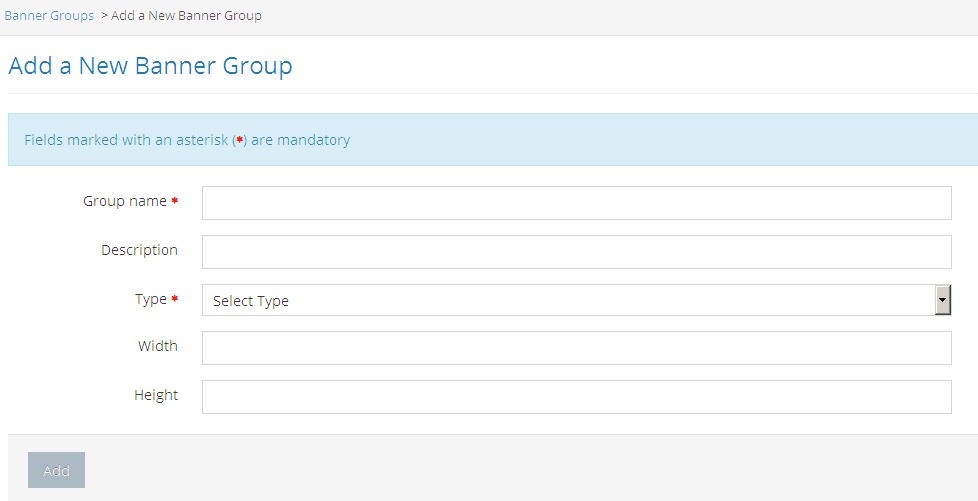 Banner Groups > Add a New Banner Group
Add a New Banner Group
Fields marked with an asterisk (*) are mandatory
Group name *
Description
Type *
Select Type
Width
Height
Add